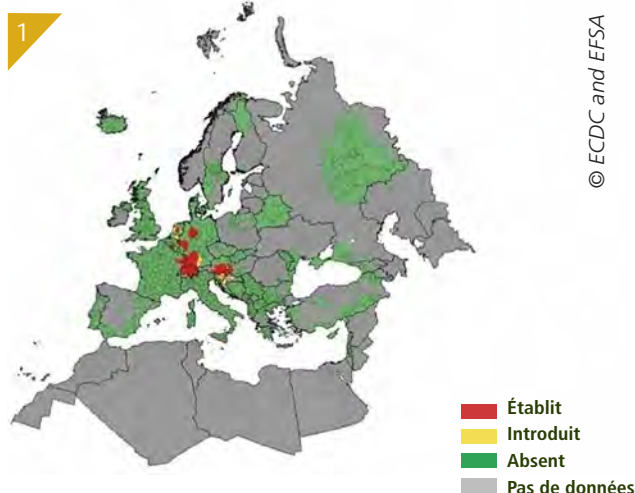 1
© ECDC and EFSA
Établit
Introduit
Absent
Pas de données